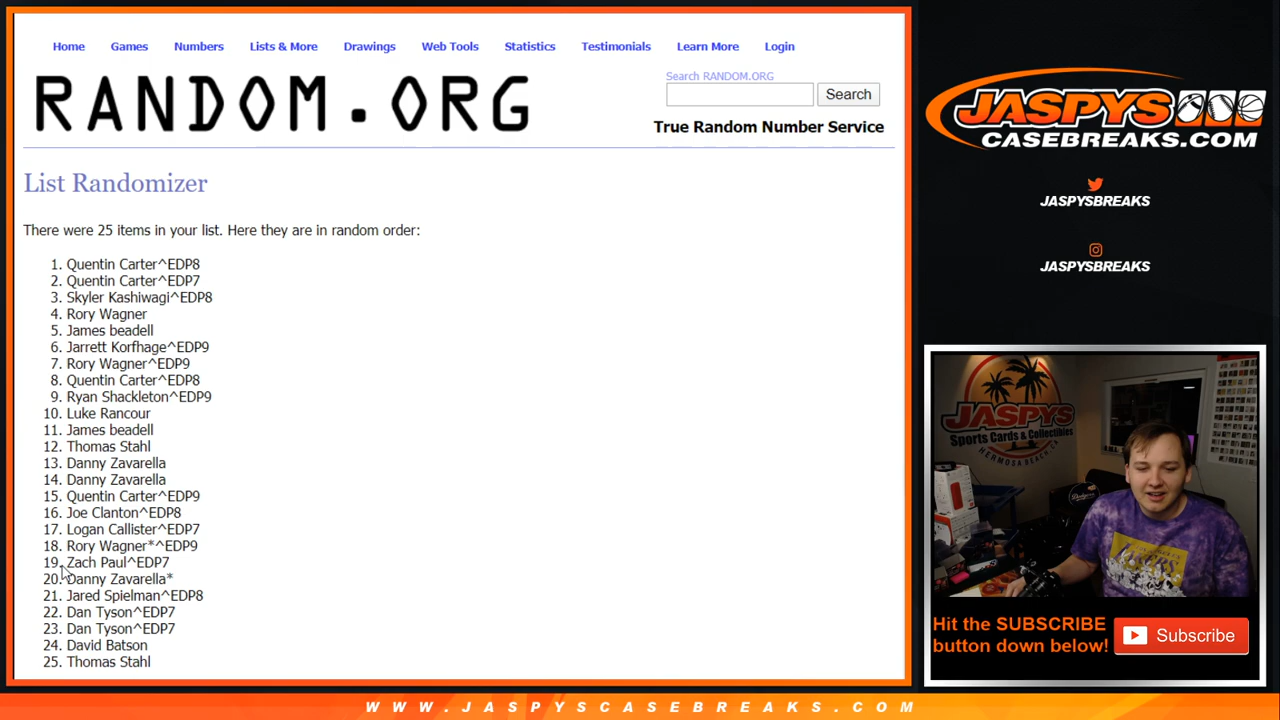 Home Games Numbers Lists & More Drawings Web Tools Statistics Testimonials Learn More Login
RANDOM.ORG
Search RANDOM.ORG
Search
True Random Number Service
List Randomizer
There were 25 items in your list. Here they are in random order:
1. Quentin Carter^EDP8
2. Quentin Carter^EDP7
3. Skyler Kashiwagi^EDP8
4. Rory Wagner
5. James beadell
6. Jarrett Korfhage^EDP9
7. Rory Wagner^EDP9
8. Quentin Carter^EDP8
9. Ryan Shackleton^EDP9
10. Luke Rancour
11. James beadell
12. Thomas Stahl
13. Danny Zavarella
14. Danny Zavarella
15. Quentin Carter^EDP9
16. Joe Clanton^EDP8
17. Logan Callister^EDP7
18. Rory Wagner*^EDP9
19. Zach Paul^EDP7
20. Danny Zavarella*
21. Jared Spielman^EDP8
22. Dan Tyson^EDP7
23. Dan Tyson^EDP7
24. David Batson
25. Thomas Stahl
JASPYS
CASEBREAKS.COM
JASPYSBREAKS
JASPYSBREAKS
JASPYS
Sports Cards & Collectibles
HERMOSA BEACH, CA
Hit the SUBSCRIBE
button down below!
Subscribe
WWW.JASPYSCASEBREAKS.COM